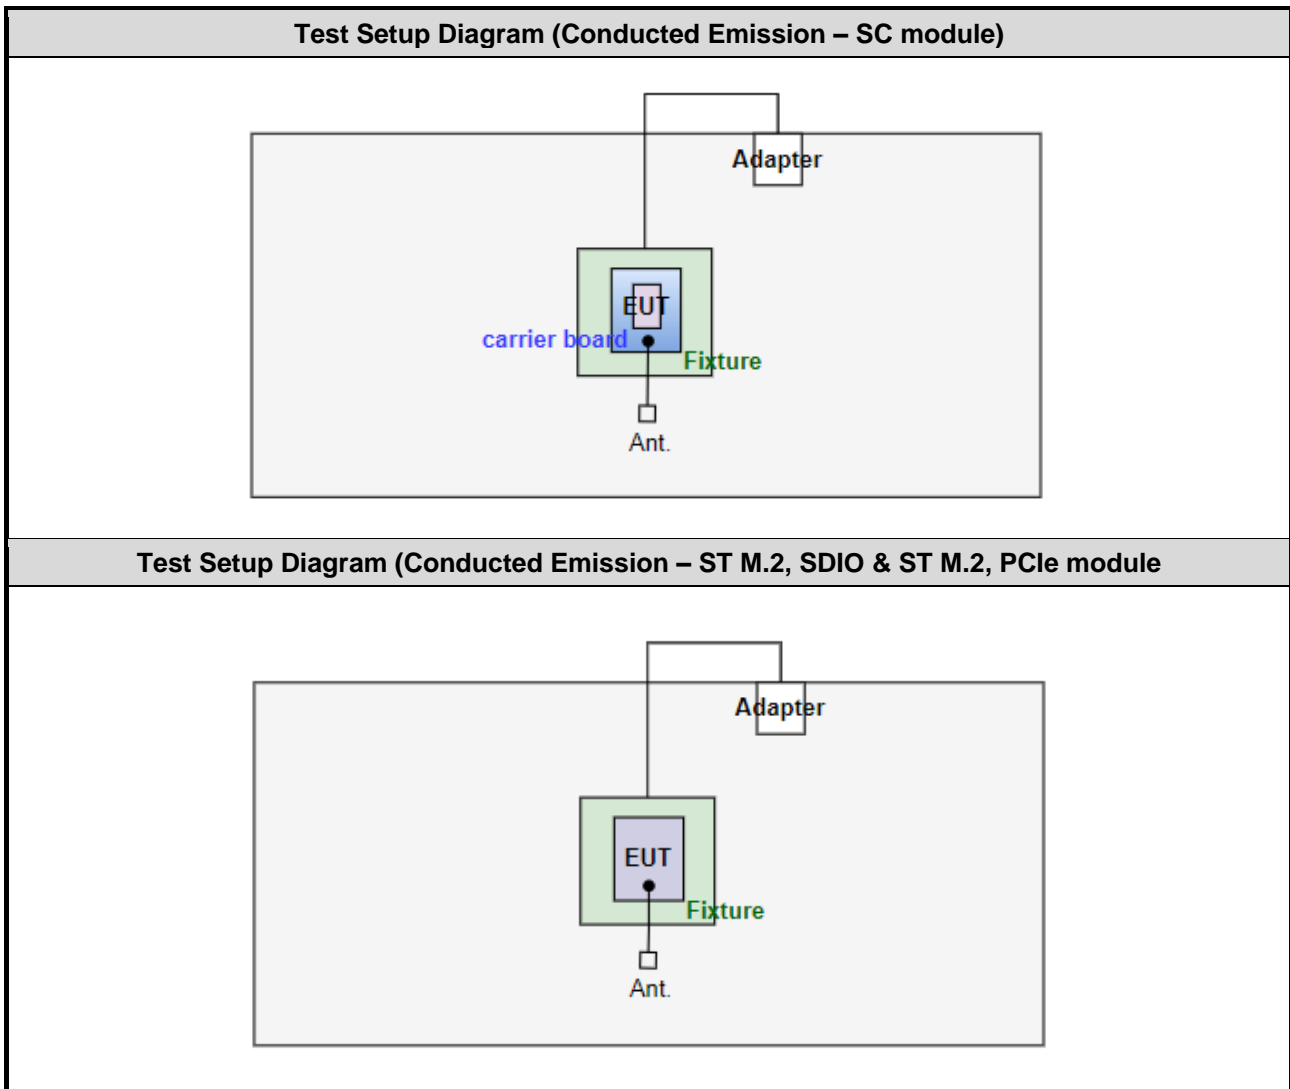 Test Setup Diagram (Conducted Emission – SC module)
Adapter
EUT
carrier board
Fixture
Ant.
Test Setup Diagram (Conducted Emission – ST M.2, SDIO & ST M.2, PCIe module
Adapter
EUT
Fixture
Ant.